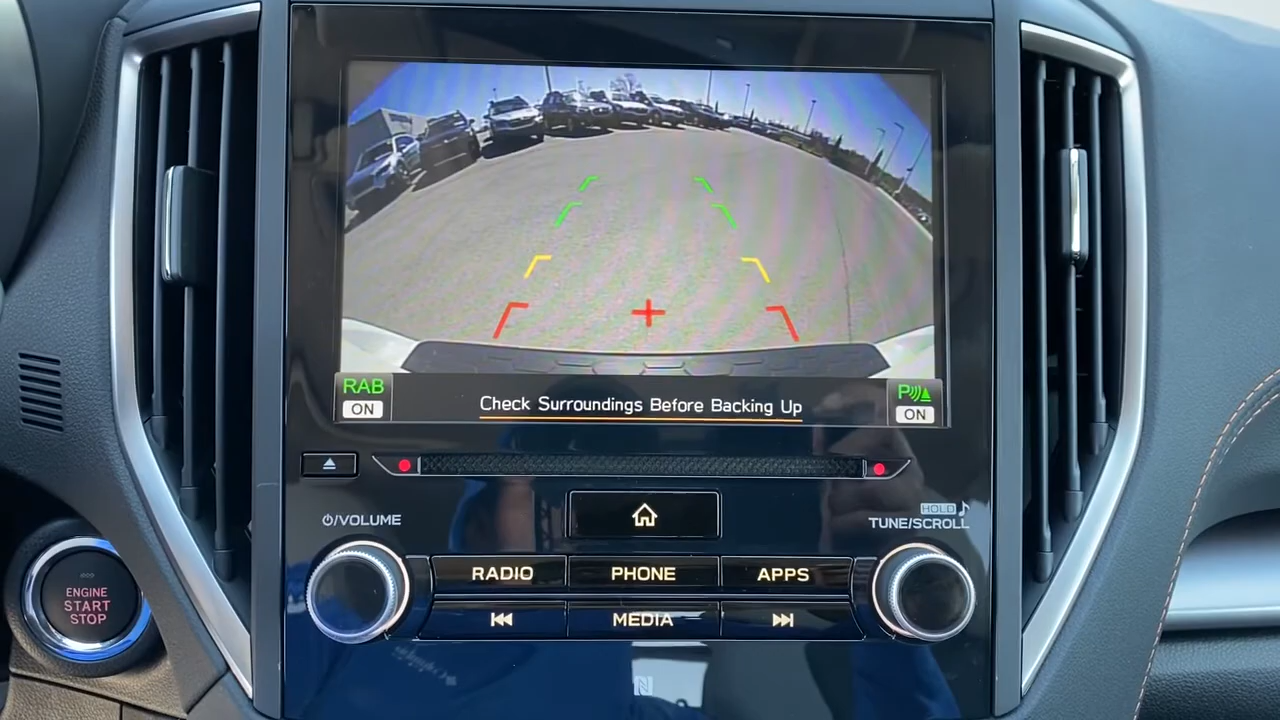 RAB
ON
Check Surroundings Before Backing Up
P
ON
/VOLUME
HOLD
TUNE/SCROLL
RADIO
PHONE
APPS
MEDIA
ENGINE
START
STOP
N